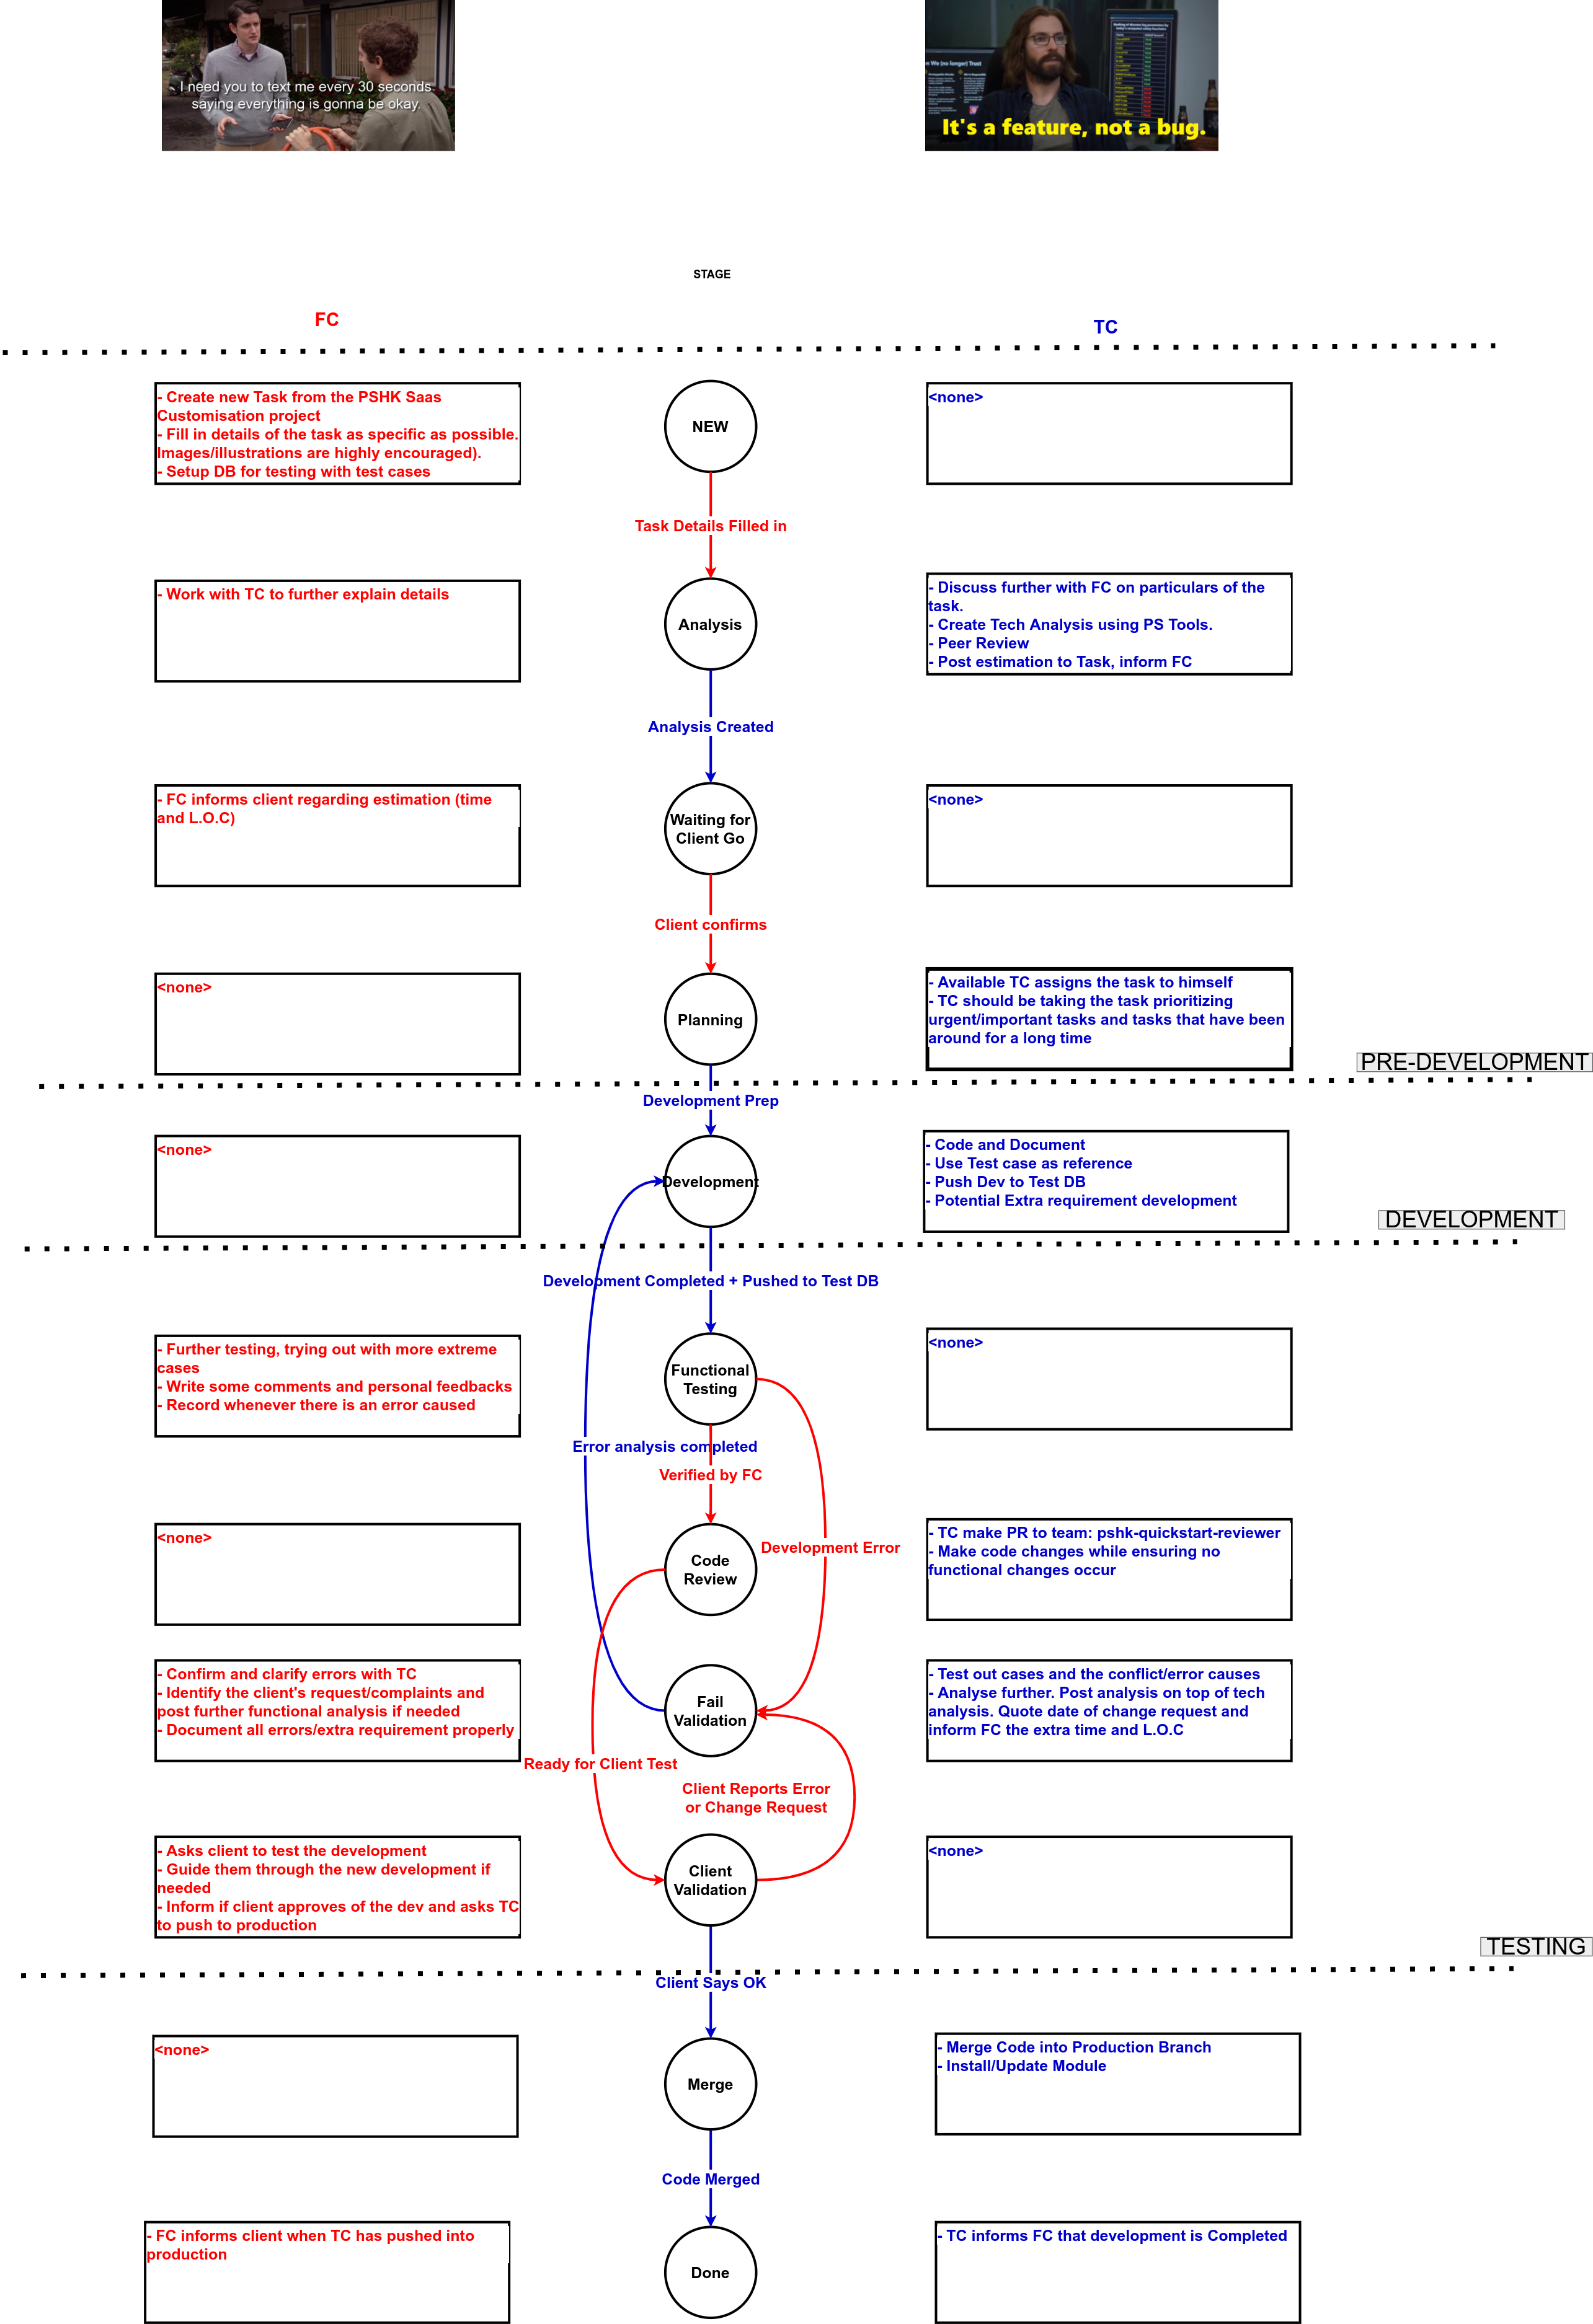 I need you to text me every 30 seconds
saying everything is gonna be okay.
It's a feature, not a bug.
STAGE
FC
TC
- Create new Task from the PSHK Saas
Customisation project
- Fill in details of the task as specific as possible.
Images/illustrations are highly encouraged).
- Setup DB for testing with test cases
NEW
<none>
Task Details Filled in
- Work with TC to further explain details
Analysis
- Discuss further with FC on particulars of the
task.
- Create Tech Analysis using PS Tools.
- Peer Review
- Post estimation to Task, inform FC
Analysis Created
- FC informs client regarding estimation (time
and L.O.C)
Waiting for
Client Go
<none>
Client confirms
<none>
Planning
- Available TC assigns the task to himself
- TC should be taking the task prioritizing
urgent/important tasks and tasks that have been
around for a long time
PRE-DEVELOPMENT
Development Prep
<none>
Development
- Code and Document
- Use Test case as reference
- Push Dev to Test DB
- Potential Extra requirement development
DEVELOPMENT
Development Completed + Pushed to Test DB
- Further testing, trying out with more extreme
cases
- Write some comments and personal feedbacks
- Record whenever there is an error caused
Functional
Testing
<none>
Error analysis completed
Verified by FC
Development Error
<none>
Code
Review
- TC make PR to team: pshk-quickstart-reviewer
- Make code changes while ensuring no
functional changes occur
- Confirm and clarify errors with TC
- Identify the client's request/complaints and
post further functional analysis if needed
- Document all errors/extra requirement properly
Fail
Validation
- Test out cases and the conflict/error causes
- Analyse further. Post analysis on top of tech
analysis. Quote date of change request and
inform FC the extra time and L.O.C
Ready for Client Test
Client Reports Error
or Change Request
- Asks client to test the development
- Guide them through the new development if
needed
- Inform if client approves of the dev and asks TC
to push to production
Client
Validation
<none>
TESTING
Client Says OK
<none>
Merge
- Merge Code into Production Branch
- Install/Update Module
Code Merged
- FC informs client when TC has pushed into
production
Done
- TC informs FC that development is Completed